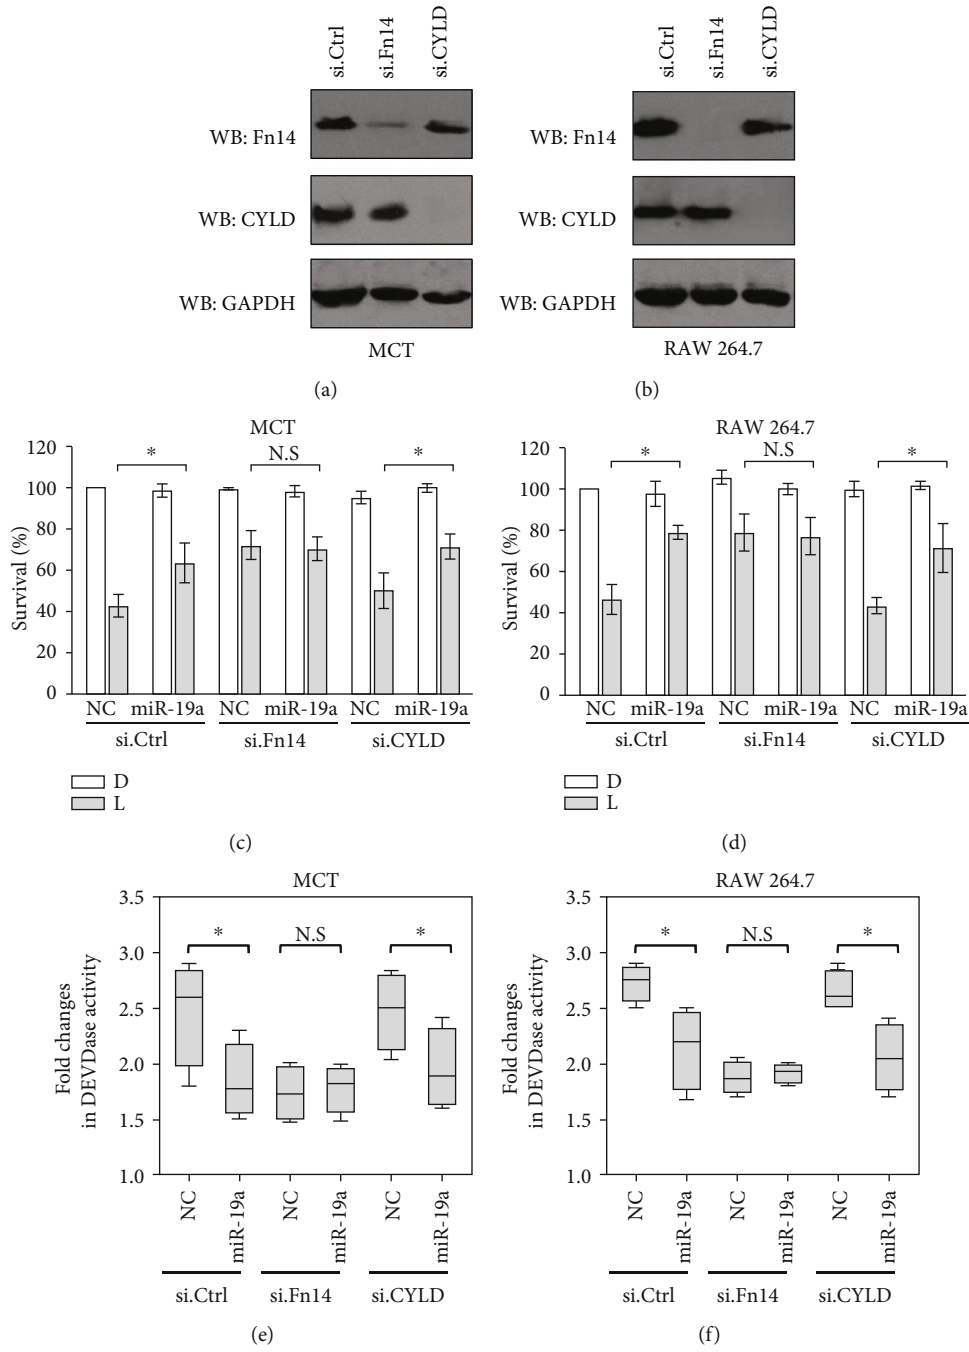 si.Ctrl si.Fn14 si.CYLD
WB: Fn14
WB: CYLD
WB: GAPDH
MCT
(a)
si.Ctrl si.Fn14 si.CYLD
WB: Fn14
WB: CYLD
WB: GAPDH
RAW 264.7
(b)
MCT
Survival (%)
120
100
80
60
40
20
0
* N.S *
NC miR-19a NC miR-19a NC miR-19a
si.Ctrl si.Fn14 si.CYLD
D
L
(c)
RAW 264.7
Survival (%)
120
100
80
60
40
20
0
* N.S *
NC miR-19a NC miR-19a NC miR-19a
si.Ctrl si.Fn14 si.CYLD
D
L
(d)
MCT
Fold changes
in DEVDase activity
3.5
3.0
2.5
2.0
1.5
1.0
* N.S *
NC miR-19a NC miR-19a NC miR-19a
si.Ctrl si.Fn14 si.CYLD
(e)
RAW 264.7
Fold changes
in DEVDase activity
3.5
3.0
2.5
2.0
1.5
1.0
* N.S *
NC miR-19a NC miR-19a NC miR-19a
si.Ctrl si.Fn14 si.CYLD
(f)